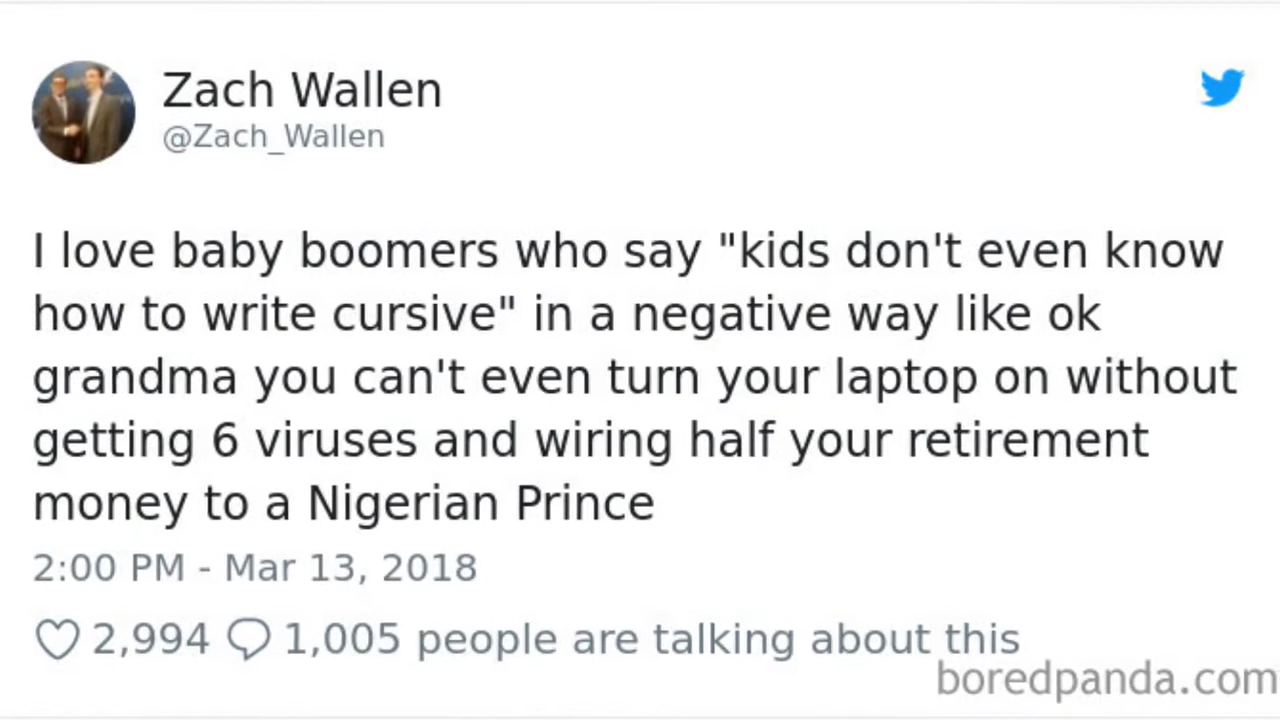 Zach Wallen
@Zach_Wallen
I love baby boomers who say "kids don't even know
how to write cursive" in a negative way like ok
grandma you can't even turn your laptop on without
getting 6 viruses and wiring half your retirement
money to a Nigerian Prince
2:00 PM - Mar 13, 2018
2,994 1,005 people are talking about this
boredpanda.com